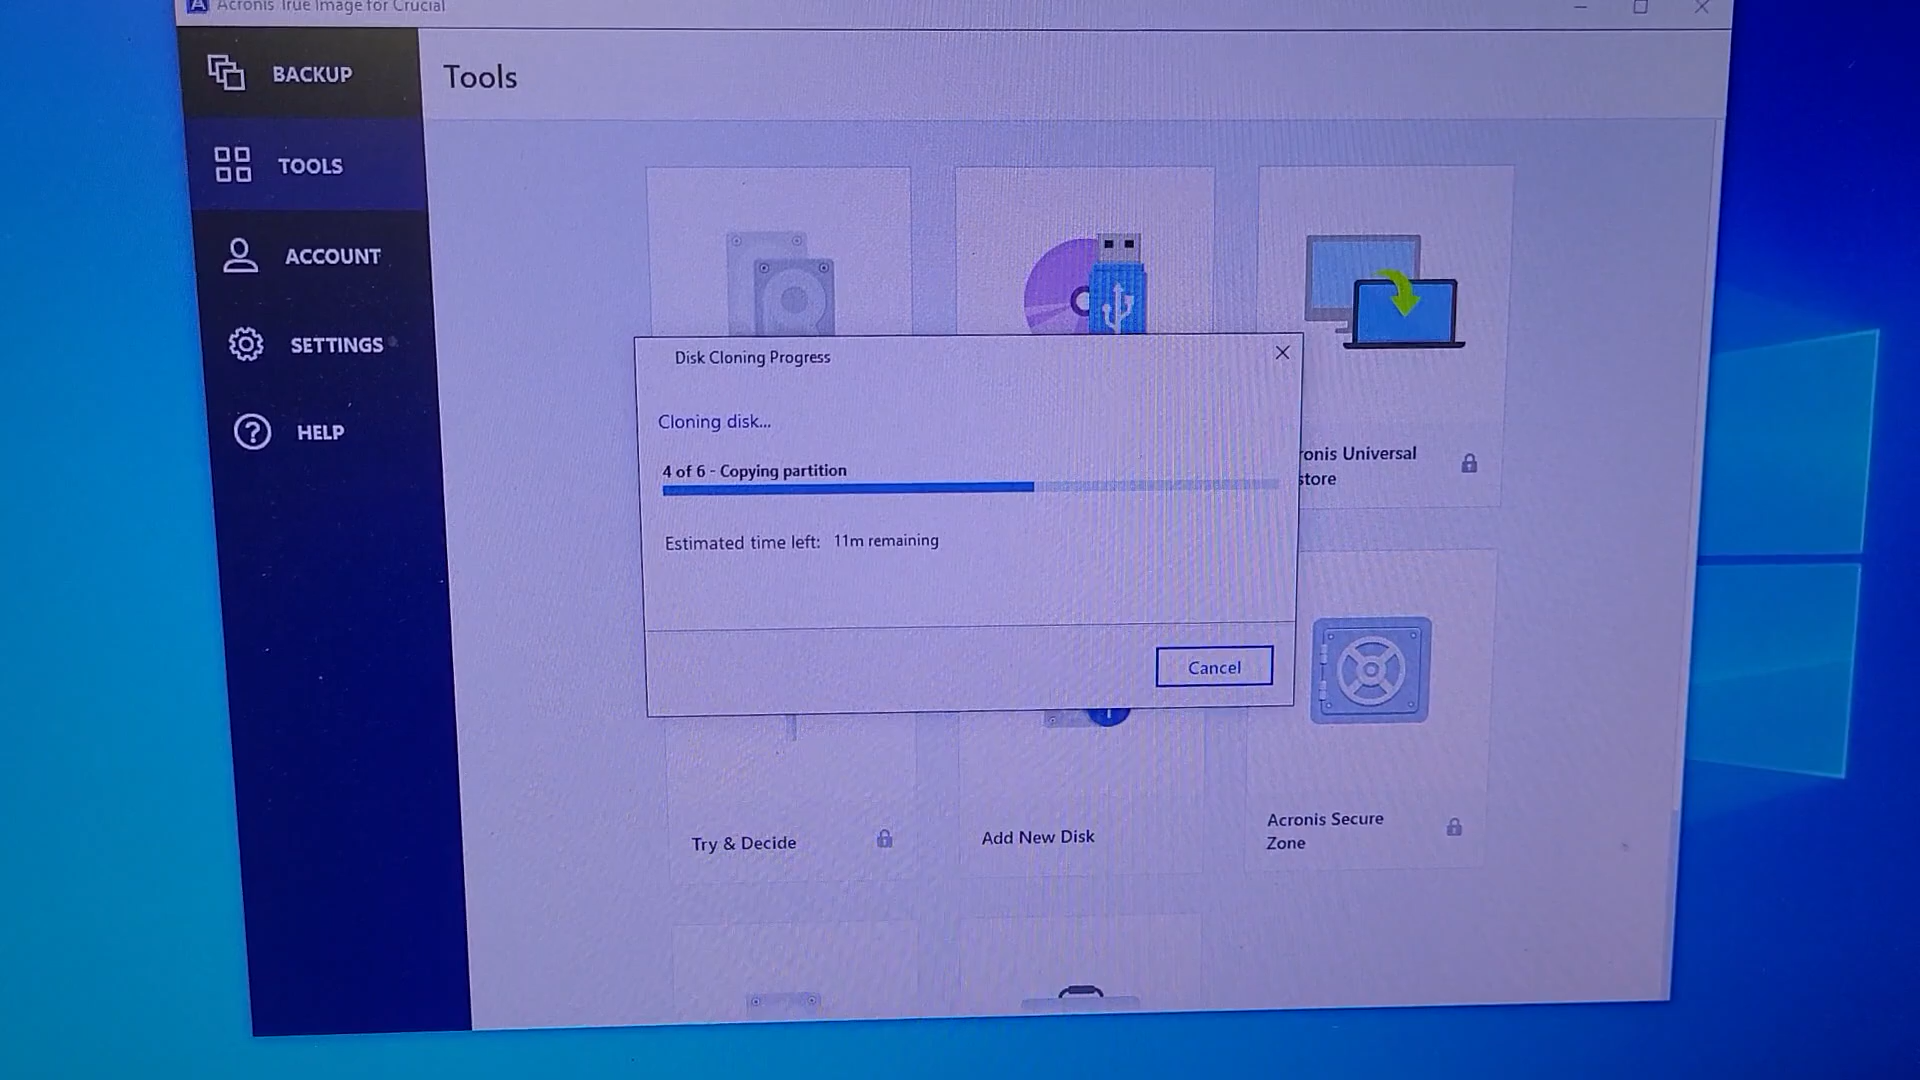 Acronis True Image for Crucial
BACKUP
Tools
TOOLS
ACCOUNT
SETTINGS
HELP
Disk Cloning Progress
Cloning disk...
4 of 6 - Copying partition
Estimated time left: 11m remaining
Cancel
onis Universal
store
Try & Decide
Add New Disk
Acronis Secure
Zone